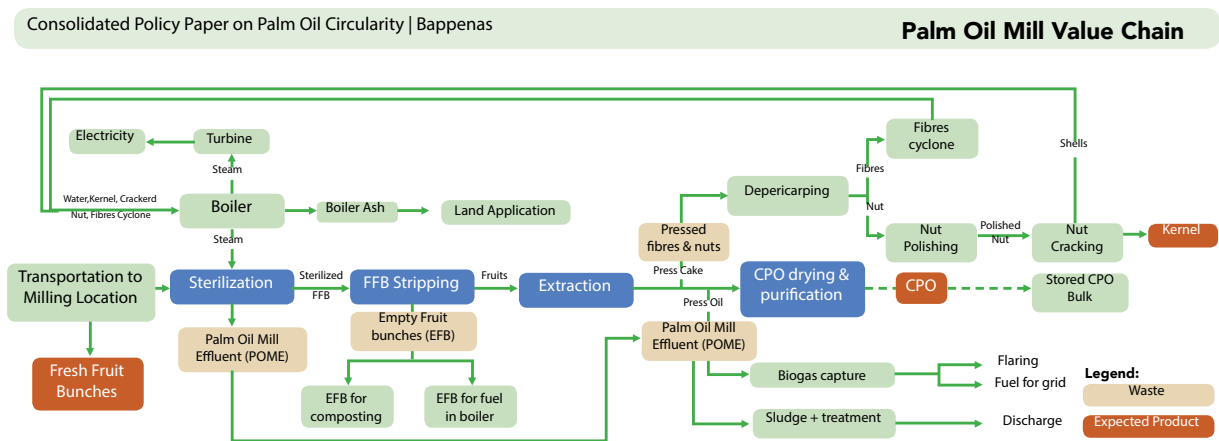 Consolidated Policy Paper on Palm Oil Circularity | Bappenas
Palm Oil Mill Value Chain
Electricity
Turbine
Steam
Fibres
cyclone
Shells
Fibres
Depericarping
Water,Kernel, Crackerd
Nut, Fibres Cyclone
Boiler
Boiler Ash
Land Application
Nut
Steam
Pressed
fibres & nuts
Nut
Polishing
Polished
Nut
Nut
Cracking
Kernel
Press Cake
Transportation to
Milling Location
Sterilization
Sterilized
FFB
FFB Stripping
Fruits
Extraction
CPO drying &
purification
CPO
Stored CPO
Bulk
Press Oil
Palm Oil Mill
Effluent (POME)
Empty Fruit
bunches (EFB)
Palm Oil Mill
Effluent (POME)
Fresh Fruit
Bunches
EFB for
composting
EFB for fuel
in boiler
Biogas capture
Flaring
Fuel for grid
Sludge + treatment
Discharge
Legend:
Waste
Expected Product